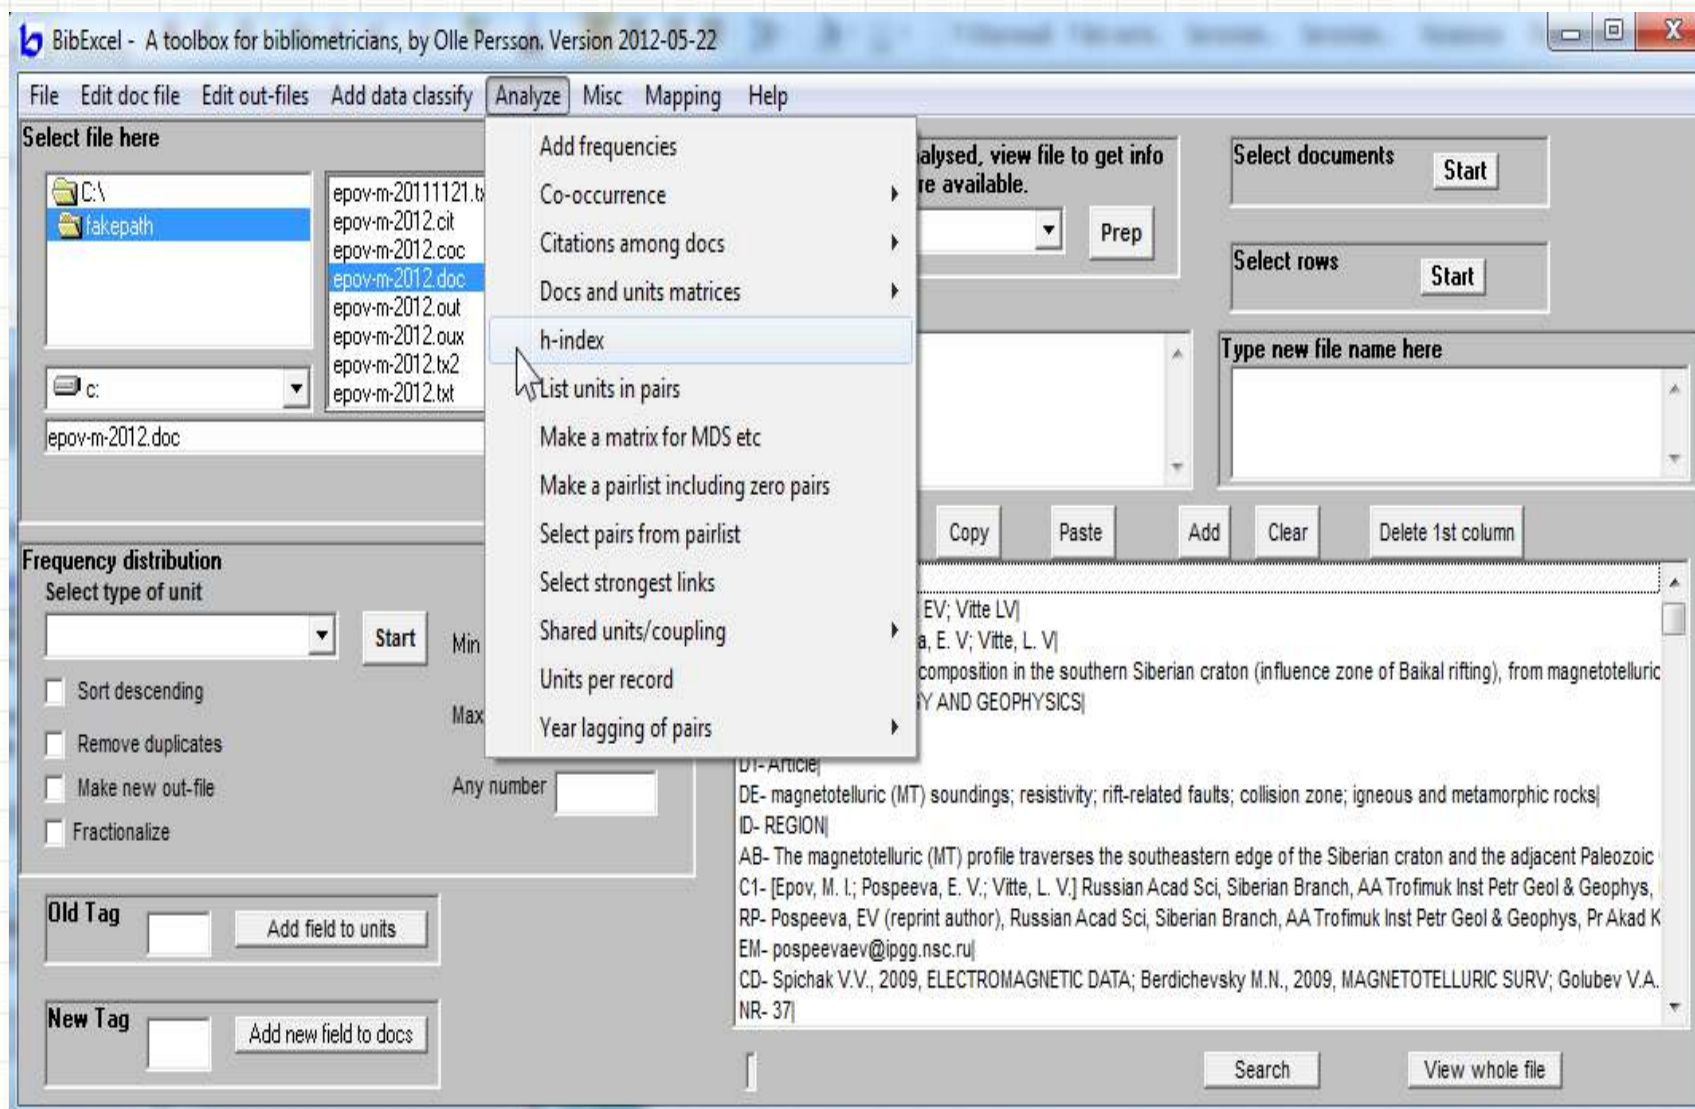 BibExcel - A toolbox for bibliometricians, by Olle Persson. Version 2012-05-22
File Edit doc file Edit out-files Add data classify Analyze Misc Mapping Help
Select file here
C:\
fakepath
c:
epov-m-20111121.tx
epov-m-2012.cit
epov-m-2012.coc
epov-m-2012.doc
epov-m-2012.out
epov-m-2012.oux
epov-m-2012.tx2
epov-m-2012.txt
epov-m-2012.doc
Add frequencies
Co-occurrence
Citations among docs
Docs and units matrices
h-index
List units in pairs
Make a matrix for MDS etc
Make a pairlist including zero pairs
Select pairs from pairlist
Select strongest links
Shared units/coupling
Units per record
Year lagging of pairs
alysed, view file to get info
re available.
Prep
Select documents
Start
Select rows
Start
Type new file name here
Copy Paste Add Clear Delete 1st column
Frequency distribution
Select type of unit
Start
Min
Sort descending
Max
Remove duplicates
Make new out-file
Any number
Fractionalize
EV; Vitte LV|
a, E. V; Vitte, L. V|
composition in the southern Siberian craton (influence zone of Baikal rifting), from magnetotelluric
Y AND GEOPHYSICS|
DT- Article|
DE- magnetotelluric (MT) soundings; resistivity; rift-related faults; collision zone; igneous and metamorphic rocks|
ID- REGION|
AB- The magnetotelluric (MT) profile traverses the southeastern edge of the Siberian craton and the adjacent Paleozoic
C1- [Epov, M. I.; Pospeeva, E. V.; Vitte, L. V.] Russian Acad Sci, Siberian Branch, AA Trofimuk Inst Petr Geol & Geophys,
RP- Pospeeva, EV (reprint author), Russian Acad Sci, Siberian Branch, AA Trofimuk Inst Petr Geol & Geophys, Pr Akad K
EM- pospeevaev@ipgg.nsc.ru|
CD- Spichak V.V., 2009, ELECTROMAGNETIC DATA; Berdichevsky M.N., 2009, MAGNETOTELLURIC SURV; Golubev V.A.
NR- 37|
Old Tag
Add field to units
New Tag
Add new field to docs
Search
View whole file